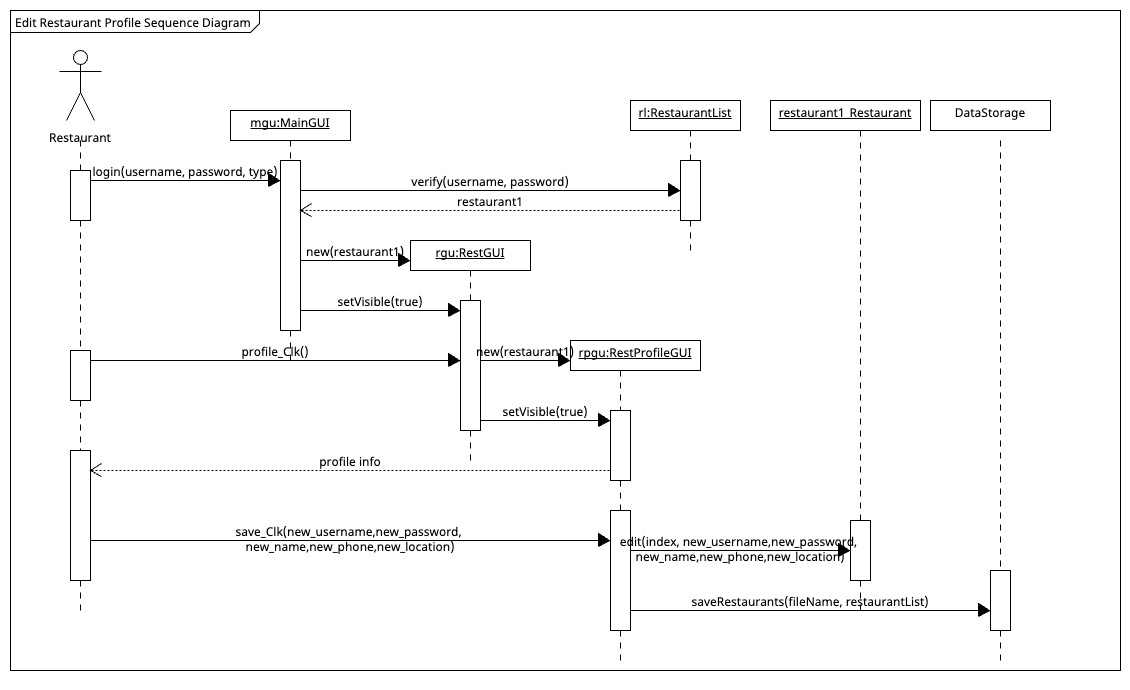 Edit Restaurant Profile Sequence Diagram
Restaurant
mgu:MainGUI
rl:RestaurantList
restaurant1 Restaurant
DataStorage
login(username, password, type)
verify(username, password)
restaurant1
new(restaurant1)
rgu:RestGUI
setVisible(true)
profile_Clk()
new(restaurant1)
rpgu:RestProfileGUI
setVisible(true)
profile info
save_Clk(new_username,new_password,
new_name,new_phone,new_location)
edit(index, new_username,new_password,
new_name,new_phone,new_location)
saveRestaurants(fileName, restaurantList)